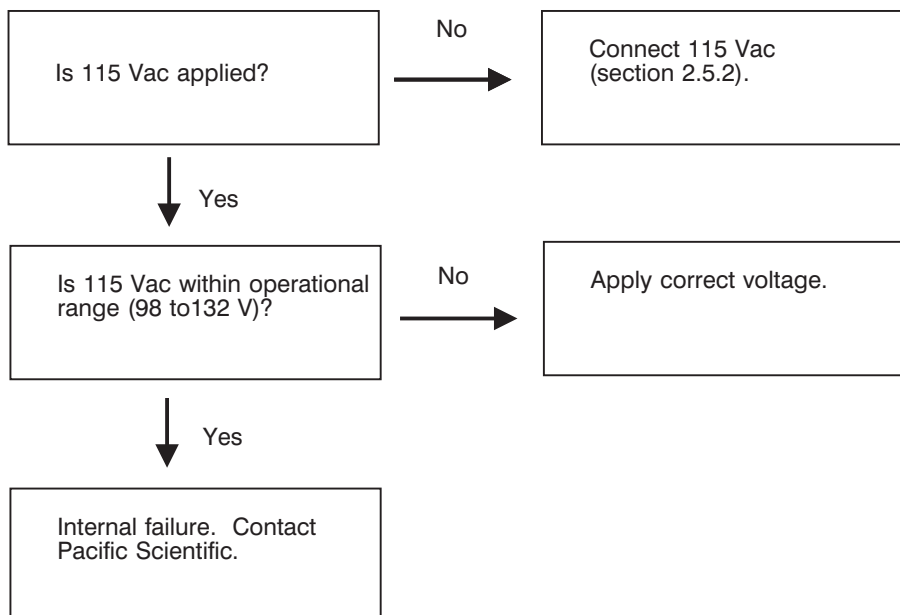 Is 115 Vac applied?
No
Connect 115 Vac
(section 2.5.2).
Yes
Is 115 Vac within operational
range (98 to132 V)?
No
Apply correct voltage.
Yes
Internal failure.  Contact
Pacific Scientific.